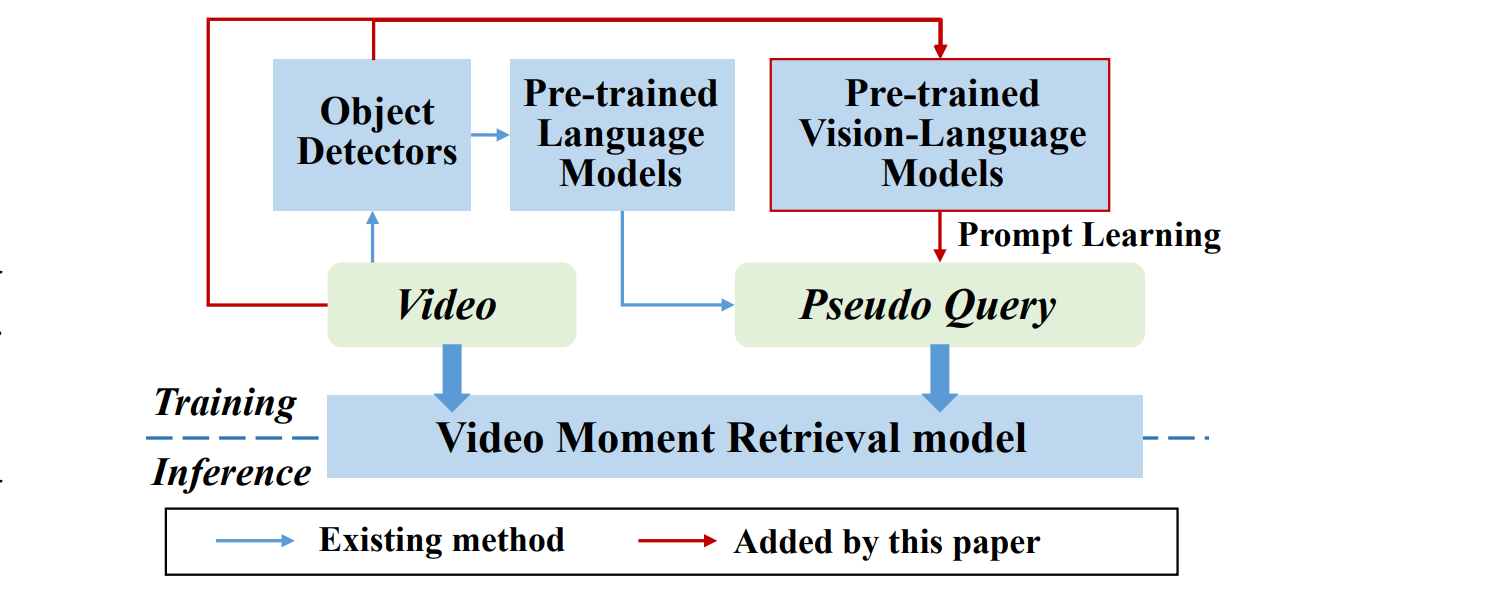 Object
Detectors
Pre-trained
Language
Models
Pre-trained
Vision-Language
Models
Prompt Learning
Video
Pseudo Query
Training
Video Moment Retrieval model
Inference
Existing method
Added by this paper